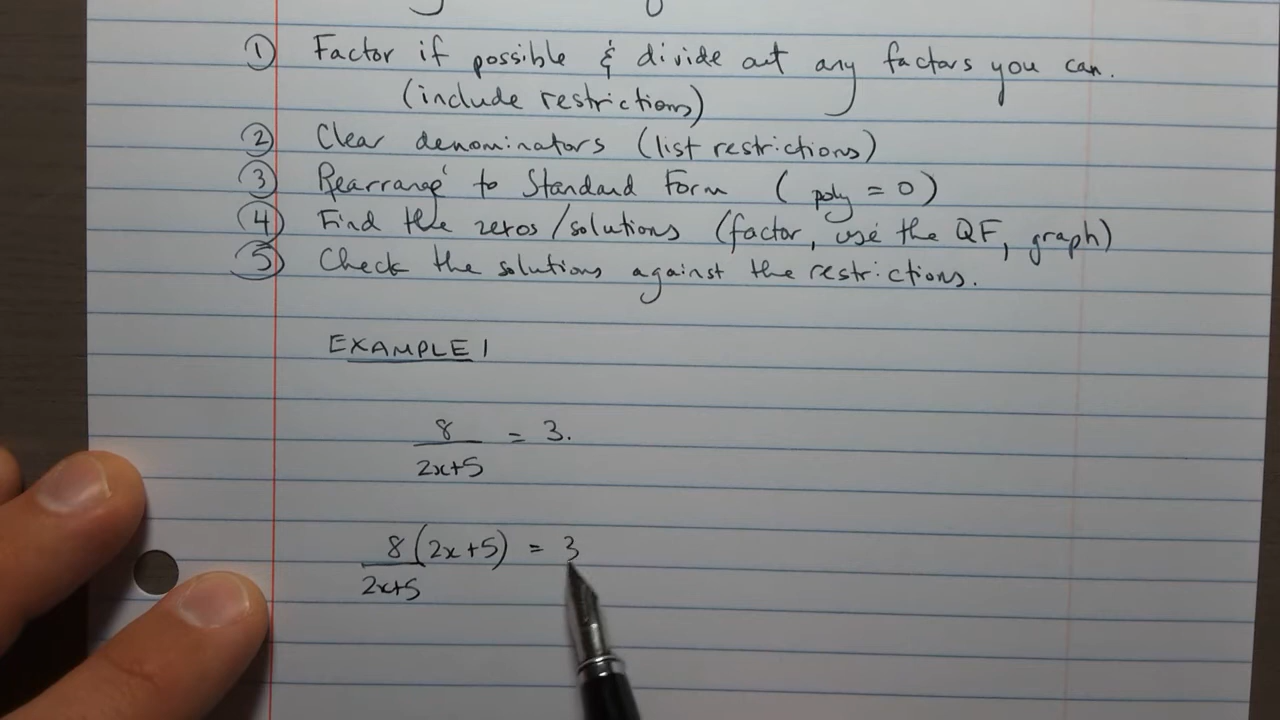 ① Factor if possible & divide out any factors you can.
(include restrictions)
② Clear denominators (list restrictions)
③ Rearrange to Standard Form (poly = 0)
④ Find the zeros/solutions (factor, use the QF, graph)
⑤ Check the solutions against the restrictions.
EXAMPLE 1
8
= 3.
2x+5
8(2x+5) = 3
2x+5